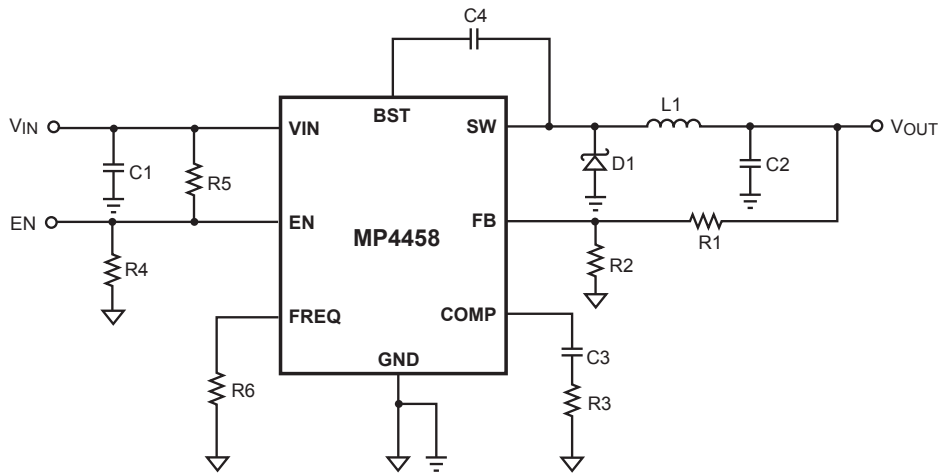 C4
BST
L1
VIN
VIN
SW
VOUT
C1
R5
D1
C2
EN
EN
FB
MP4458
R1
R4
R2
FREQ
COMP
GND
C3
R6
R3